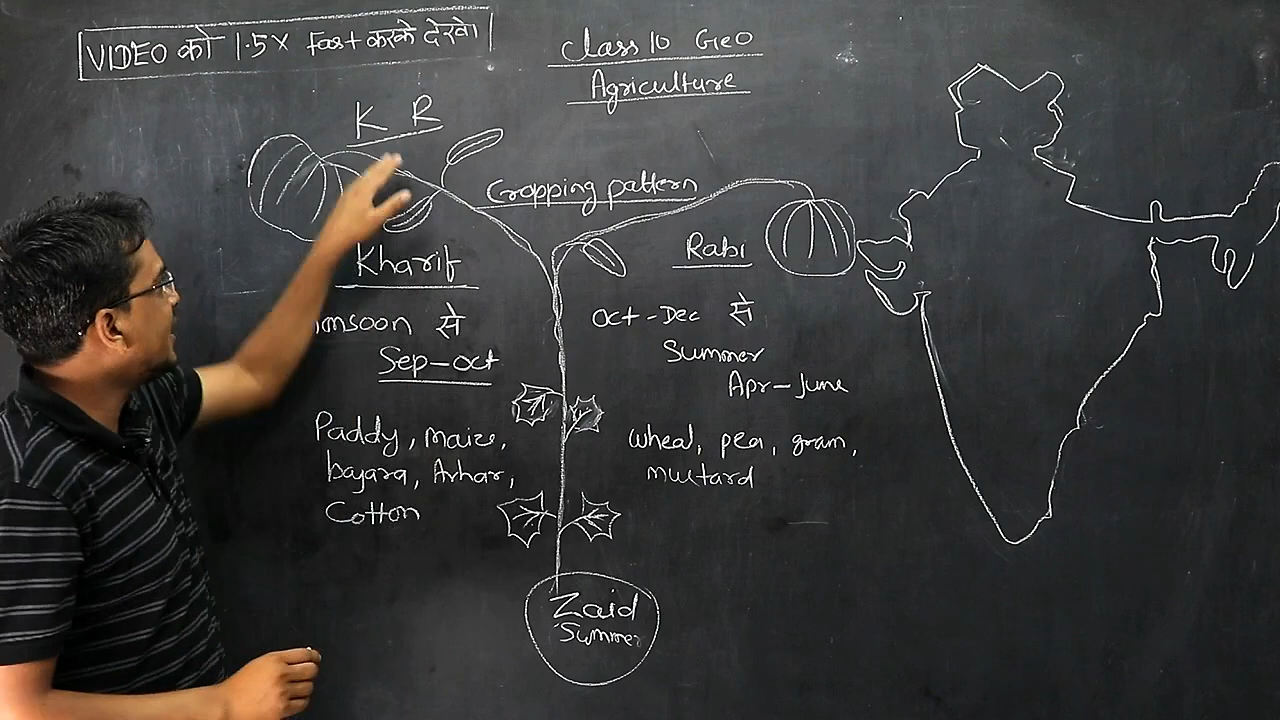 VIDEO को 1.5X Fast करके देखे।
Class 10 Geo
Agriculture
K R
Cropping pattern
Kharif
से
Sep-oct
Paddy, maize,
bajara, Arhar,
Cotton
Rabi
Oct-Dec से
Summer
Apr-June
wheat, pea, gram,
mustard
Zaid
Summer